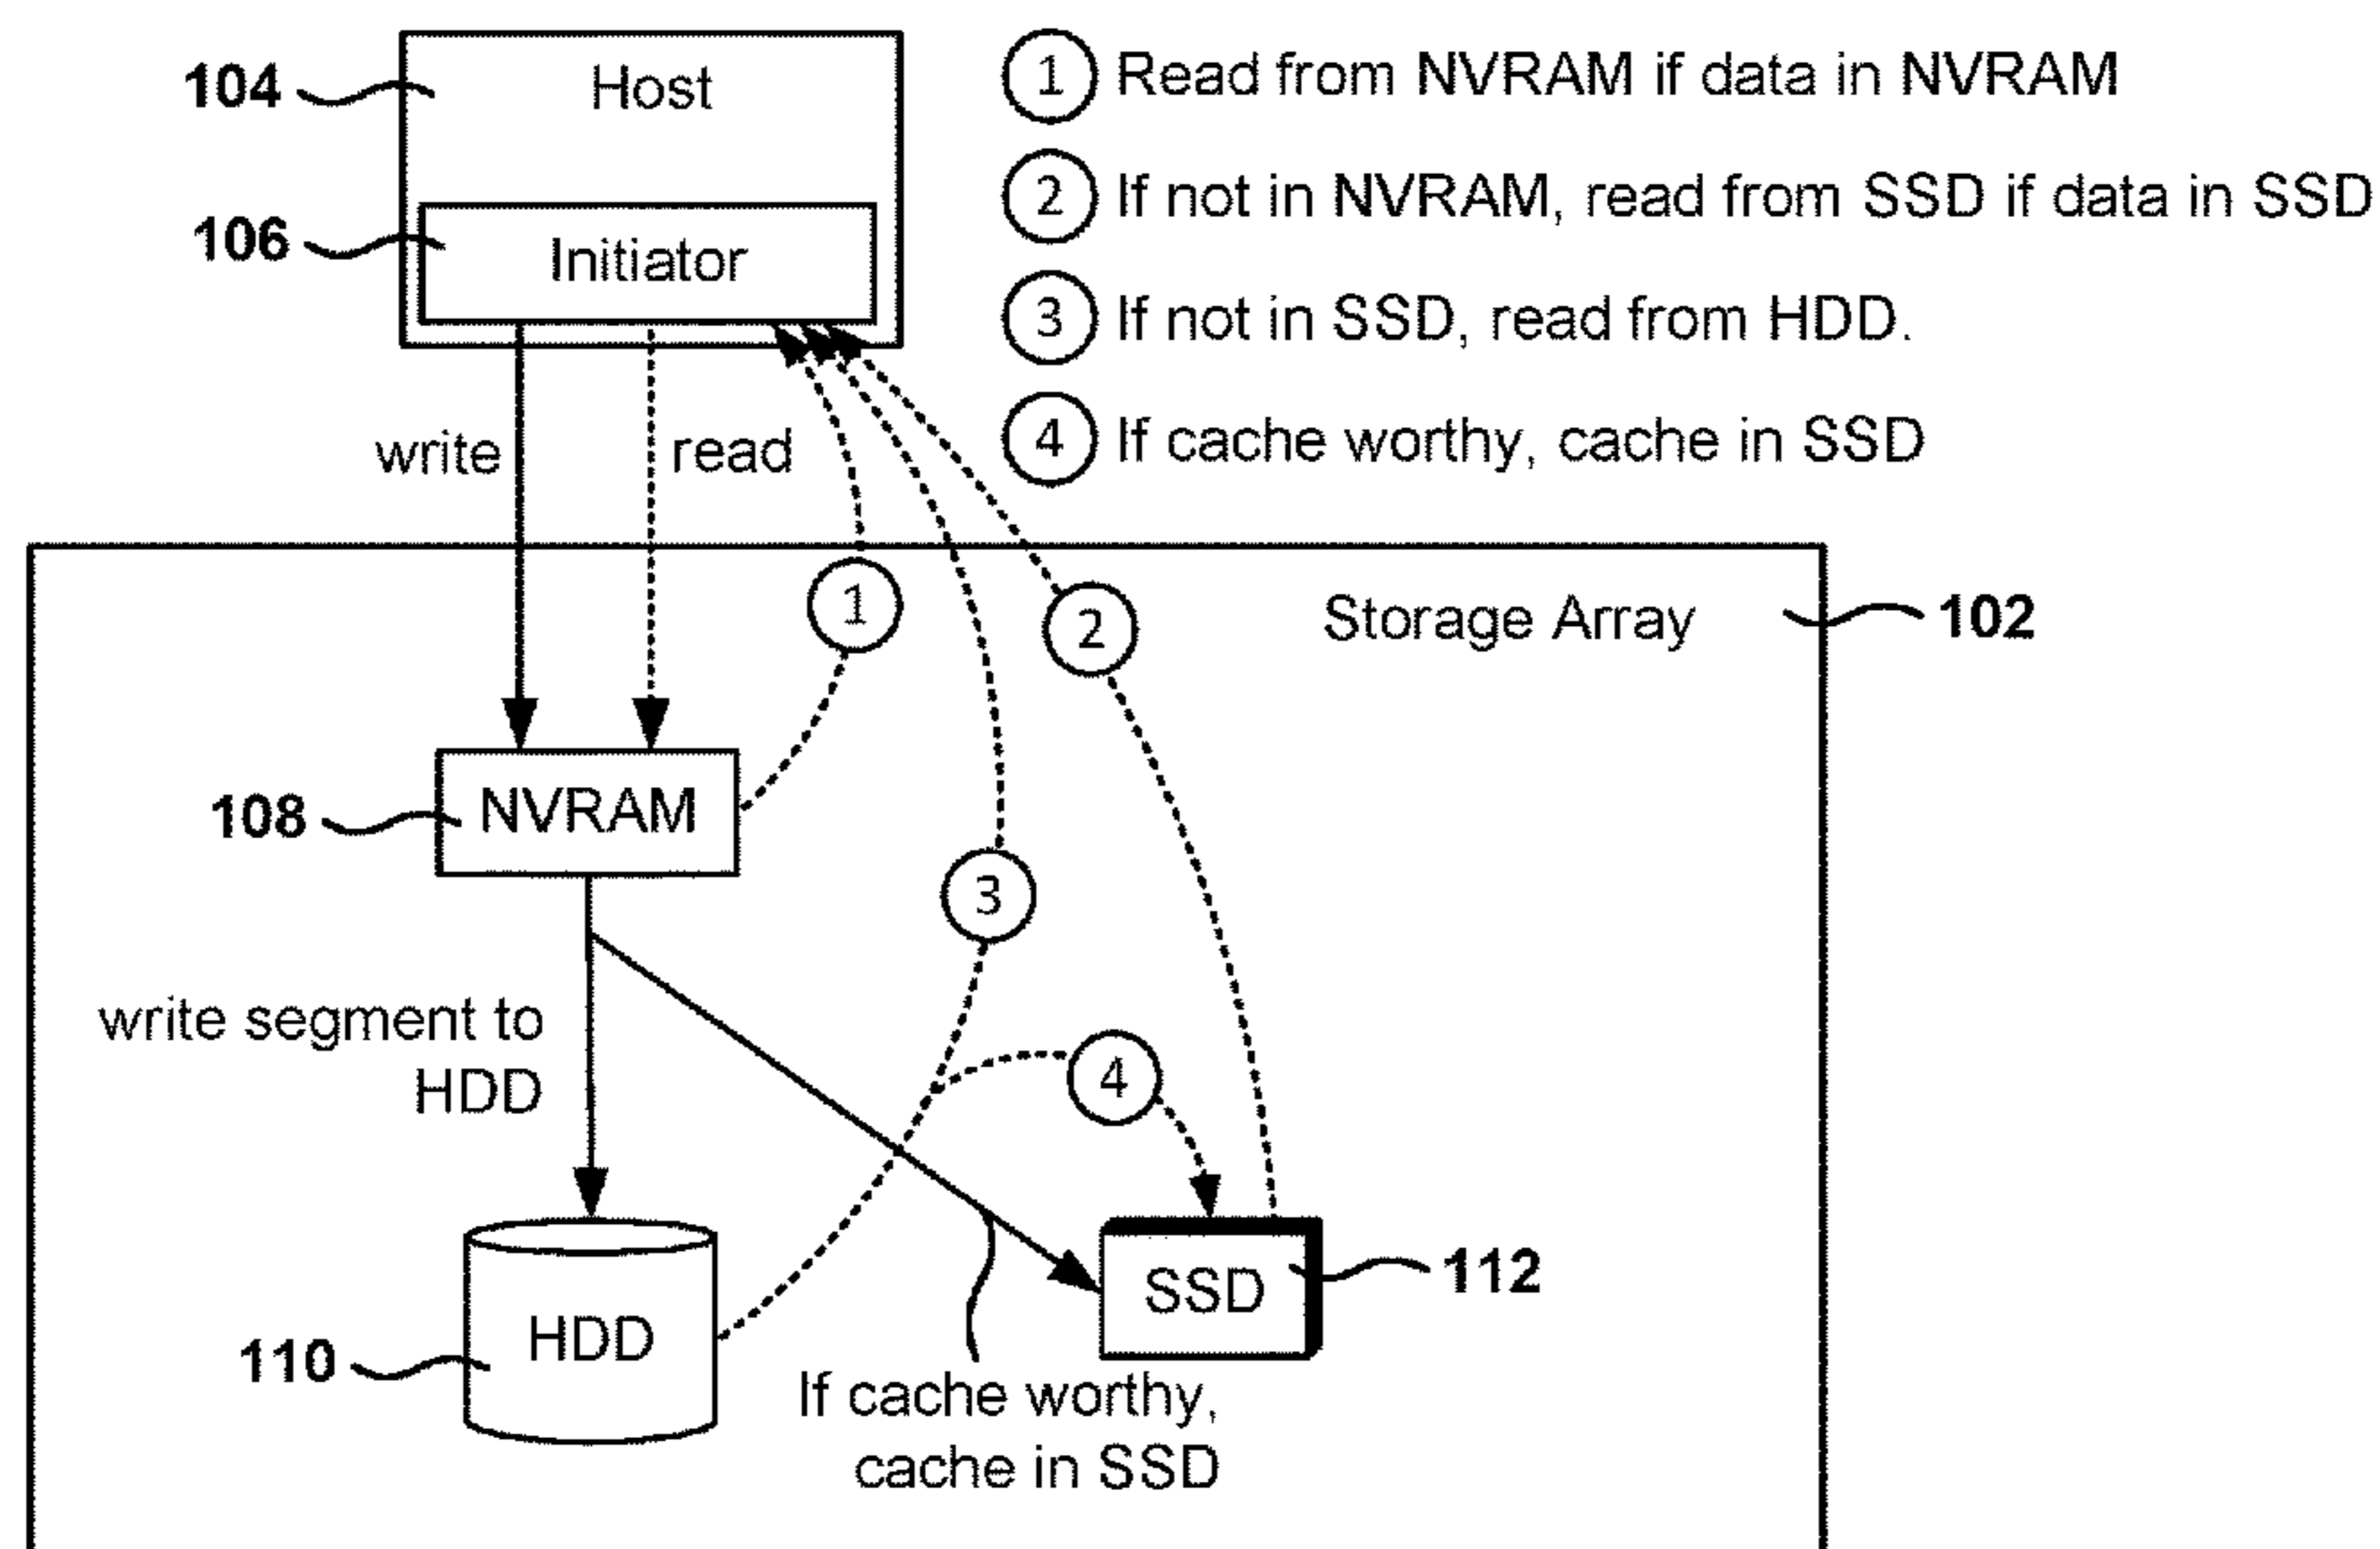 104
Host
106
Initiator
1 Read from NVRAM if data in NVRAM
2 If not in NVRAM, read from SSD if data in SSD
3 If not in SSD, read from HDD.
4 If cache worthy, cache in SSD
write
read
1
2
Storage Array
102
108
NVRAM
3
write segment to
HDD
4
110
HDD
SSD
112
If cache worthy,
cache in SSD